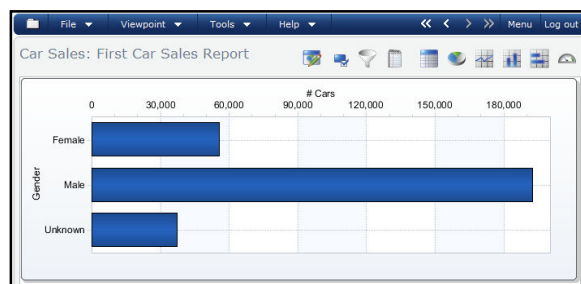 File Viewpoint Tools Help Menu Log out
Car Sales: First Car Sales Report
# Cars
0 30,000 60,000 90,000 120,000 150,000 180,000
Gender
Female
Male
Unknown